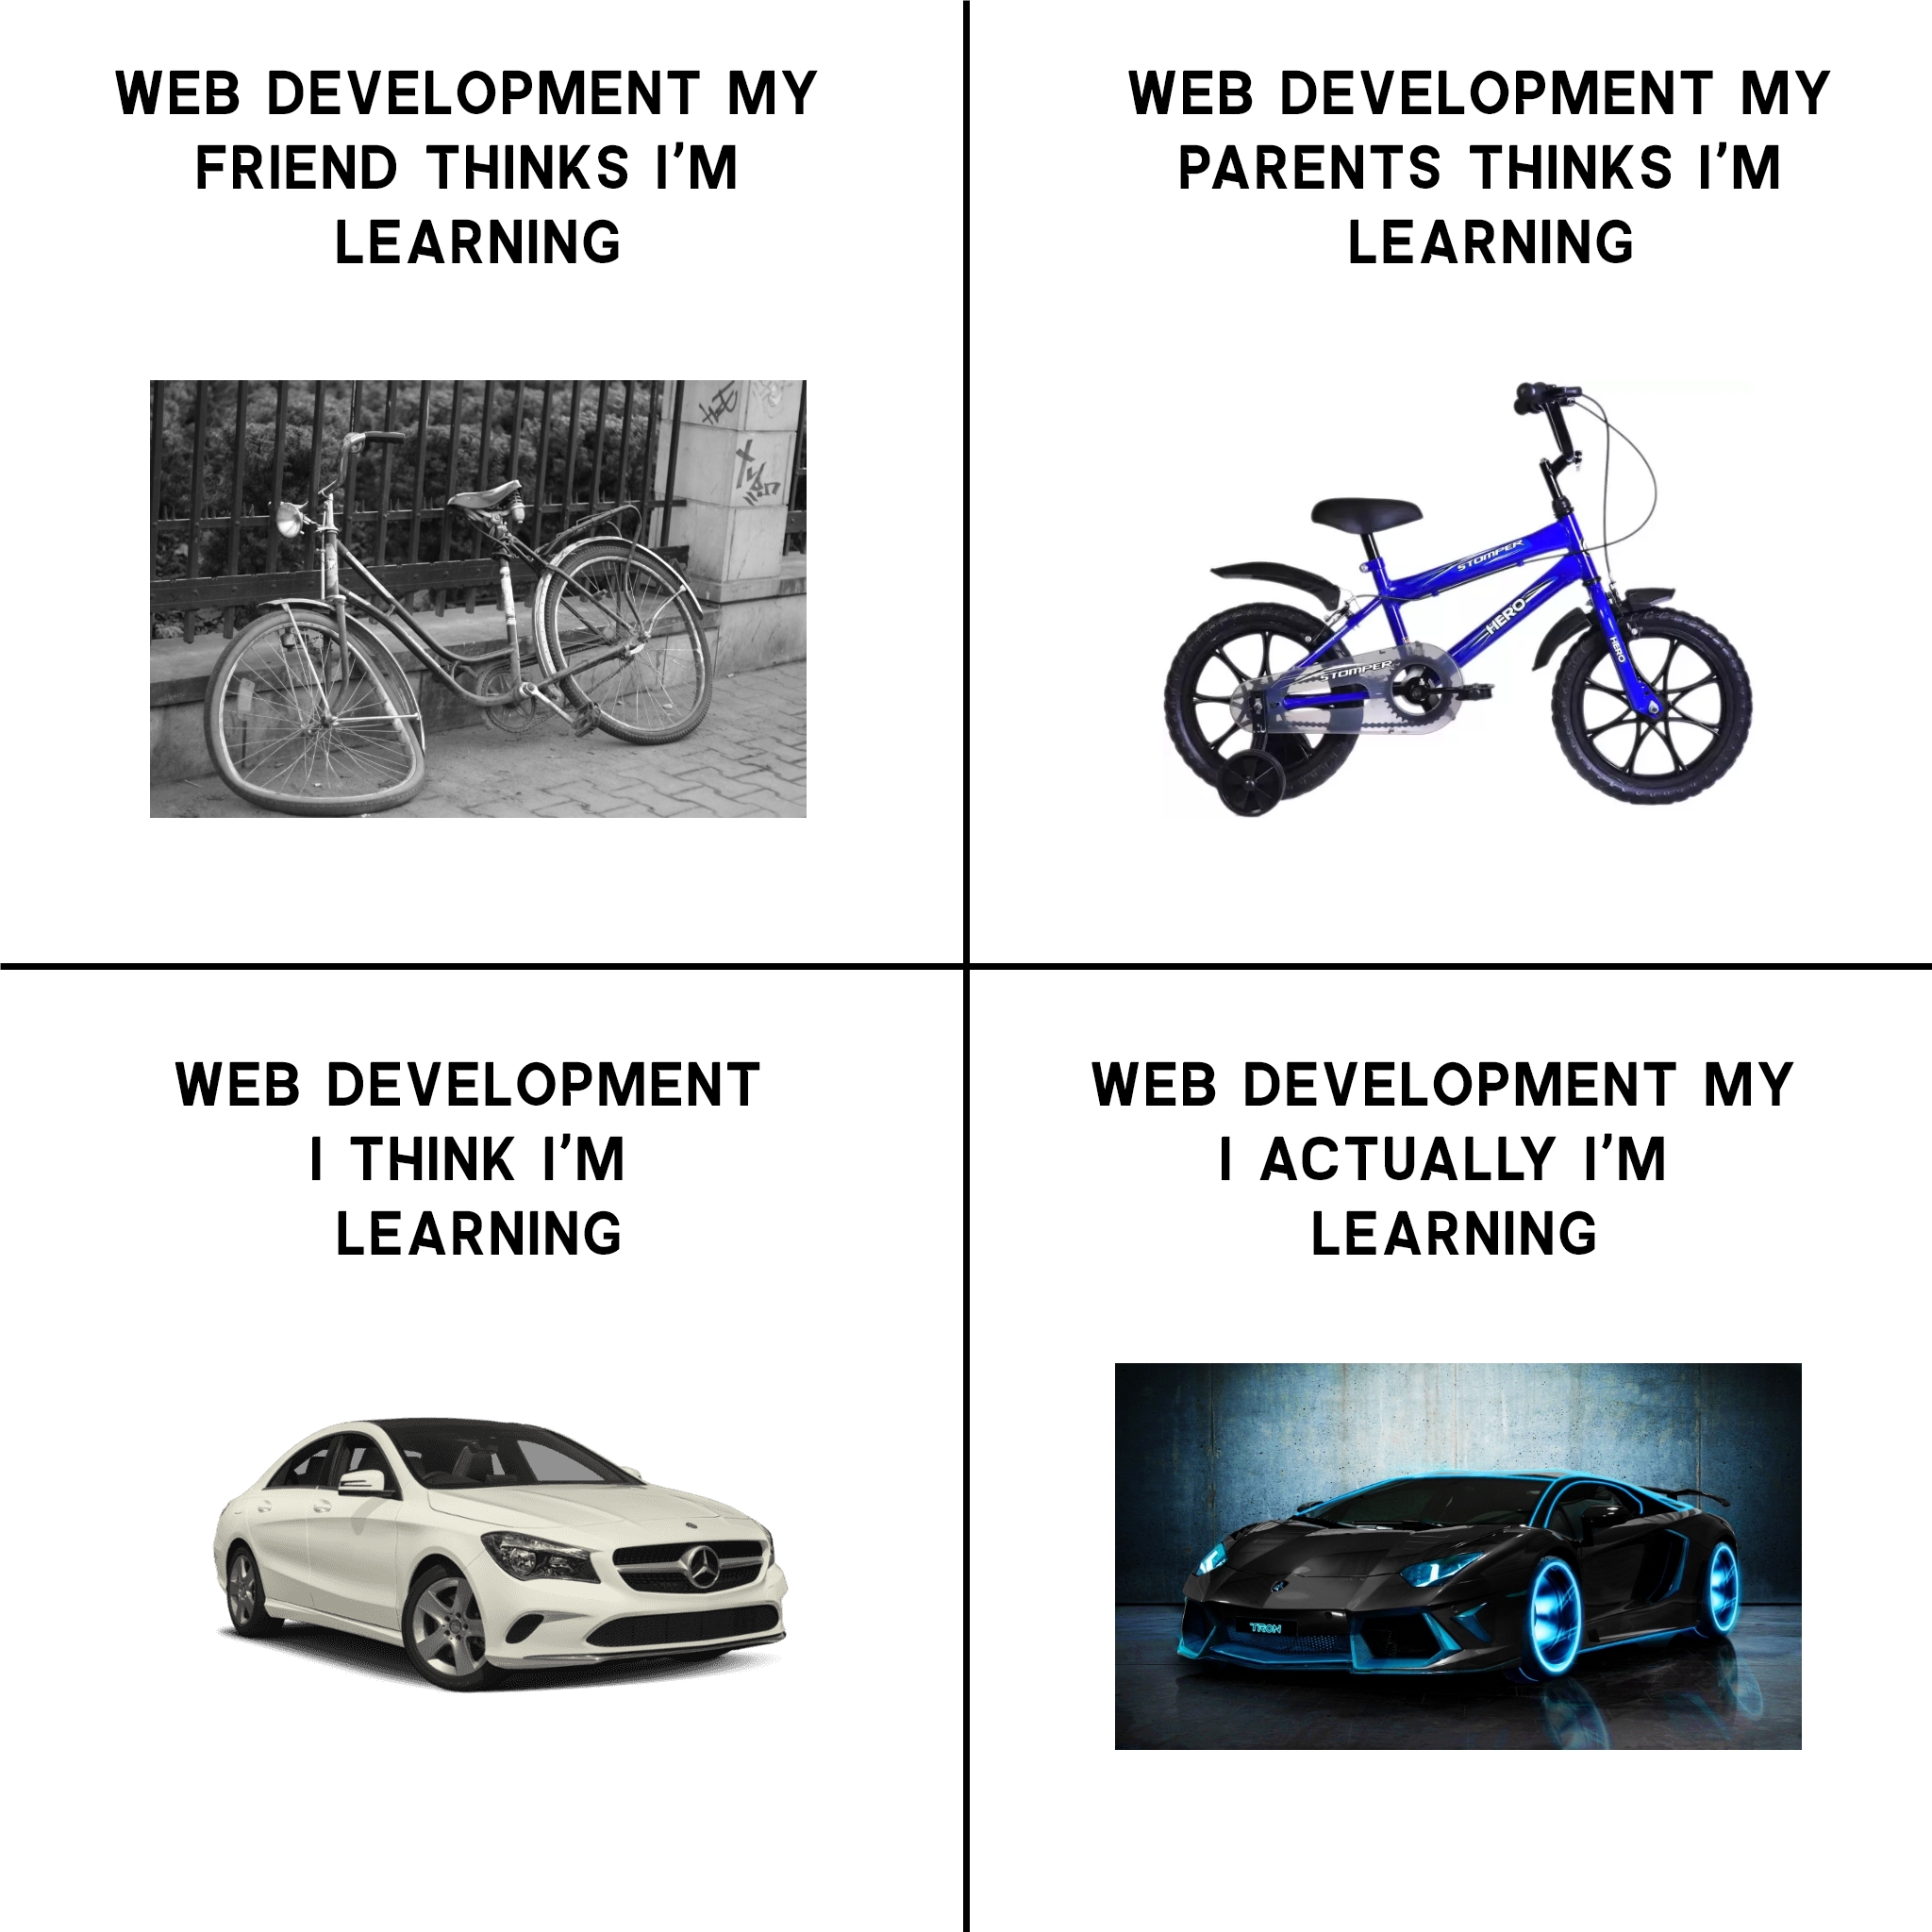 WEB DEVELOPMENT MY
FRIEND THINKS I'M
LEARNING
WEB DEVELOPMENT MY
PARENTS THINKS I'M
LEARNING
STOMPER
HERO
HERO
STOMPER
WEB DEVELOPMENT
I THINK I'M
LEARNING
WEB DEVELOPMENT MY
I ACTUALLY I'M
LEARNING
TRON